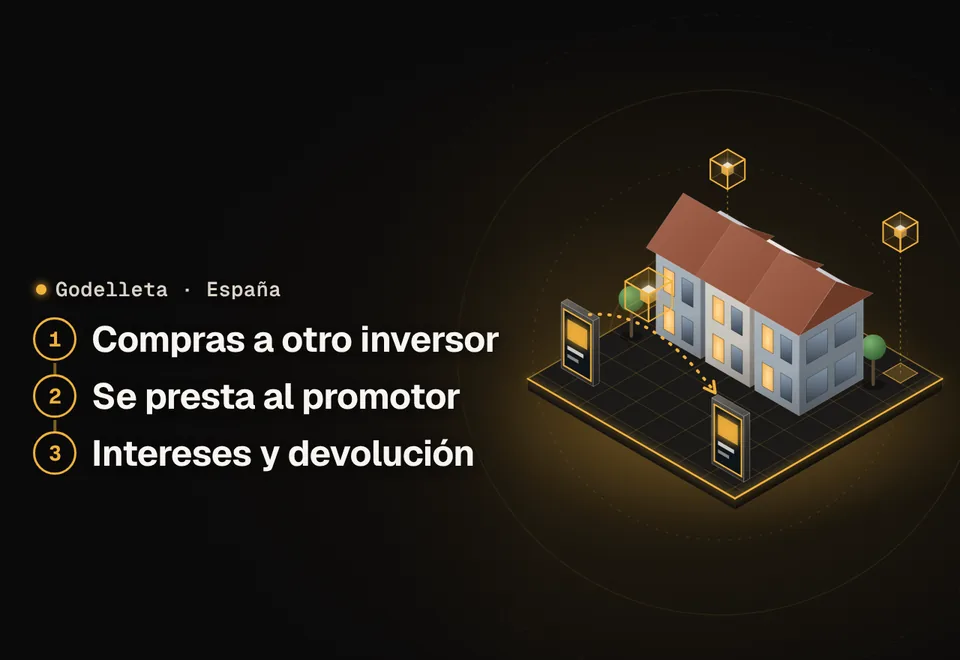 Godelleta · España
1 Compras a otro inversor
2 Se presta al promotor
3 Intereses y devolución